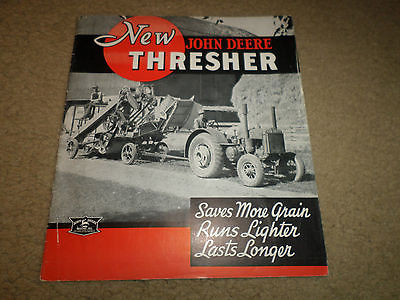 New
JOHN DEERE
THRESHER
Saves More Grain
Runs Lighter
Lasts Longer